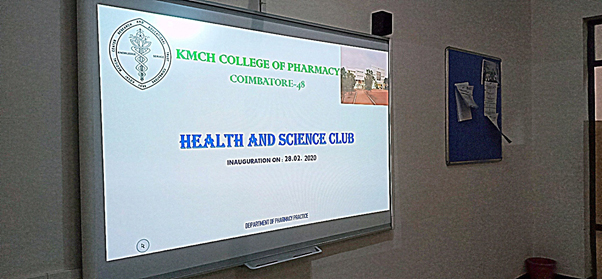 KMCH COLLEGE OF PHARMACY
COIMBATORE-48
HEALTH AND SCIENCE CLUB
INAUGURATION ON : 28.02. 2020
DEPARTMENT OF PHARMACY PRACTICE